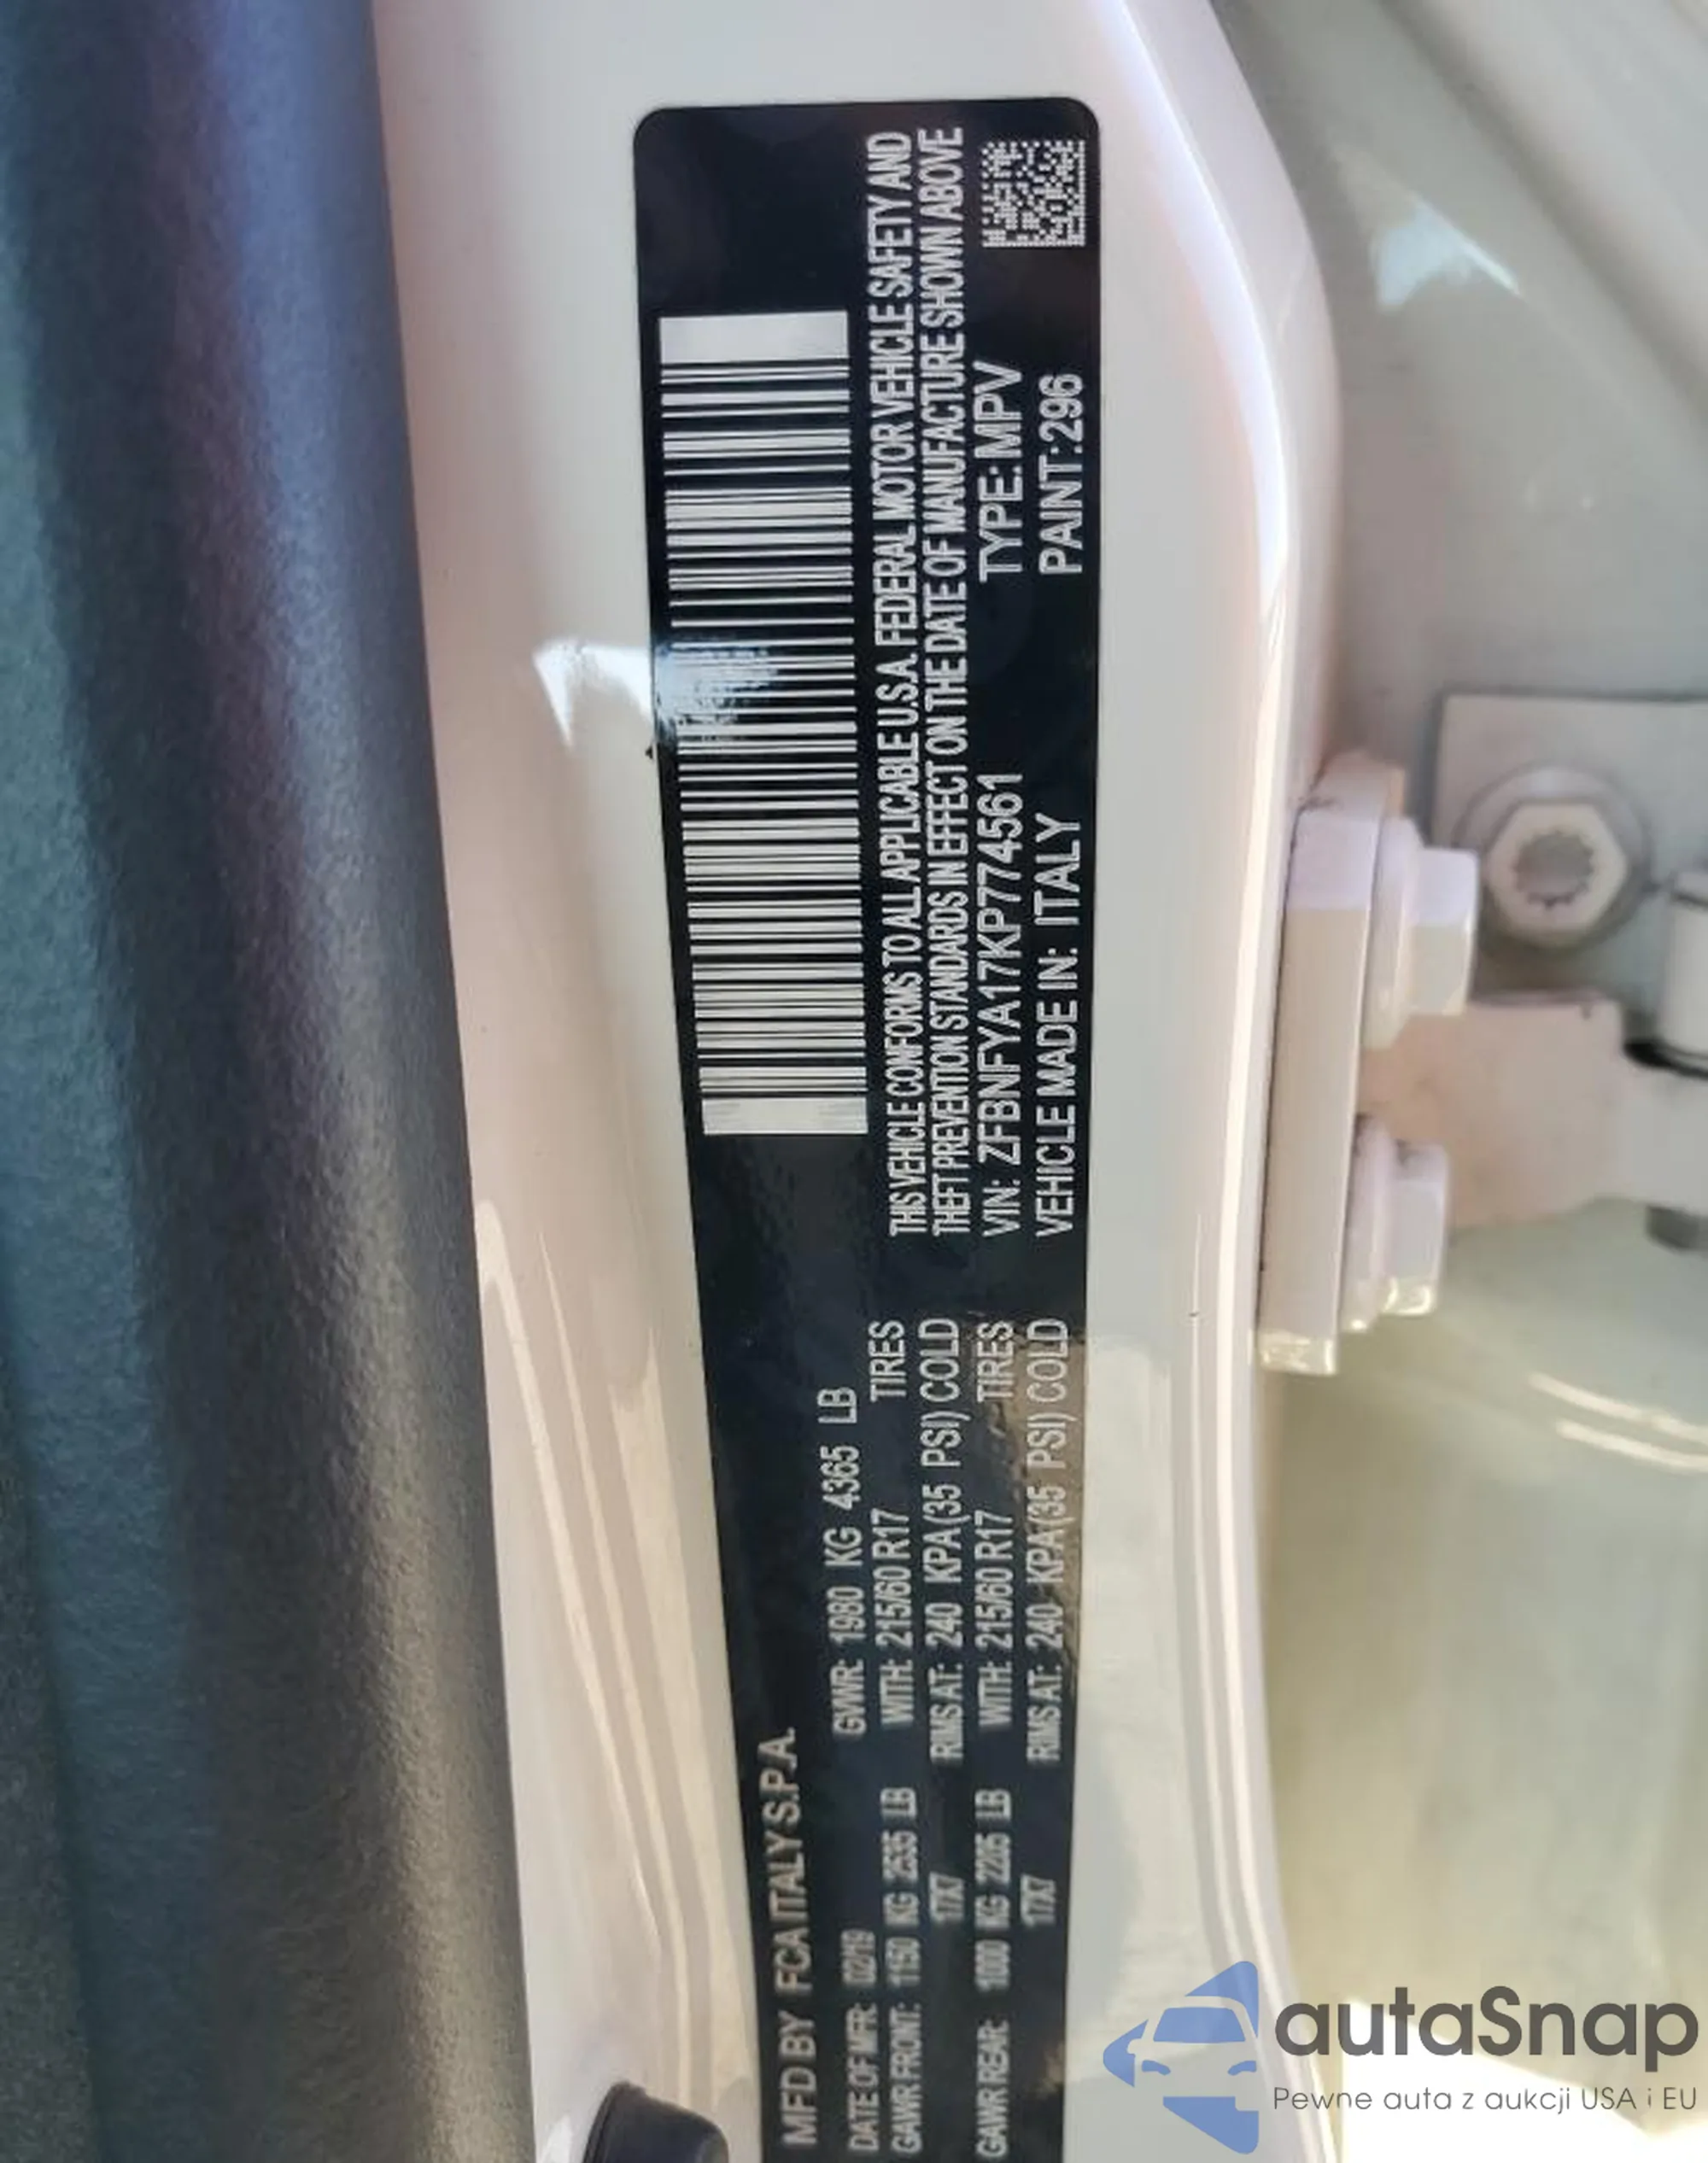 MFD BY FCA ITALY S.P.A.
DATE OF MFR: 02/19 GVWR: 1980 KG 4365 LB
GAWR FRONT: 1150 KG 2535 LB WITH: 215/60 R17 TIRES
17X7 RIMS AT: 240 KPA (35 PSI) COLD
GAWR REAR: 1000 KG 2205 LB WITH: 215/60 R17 TIRES
17X7 RIMS AT: 240 KPA (35 PSI) COLD
THIS VEHICLE CONFORMS TO ALL APPLICABLE U.S.A. FEDERAL MOTOR VEHICLE SAFETY AND
THEFT PREVENTION STANDARDS IN EFFECT ON THE DATE OF MANUFACTURE SHOWN ABOVE
VIN: ZFBNFYA17KP774561 TYPE: MPV
VEHICLE MADE IN: ITALY PAINT: 296
autaSnap
Pewne auta z aukcji USA i EU